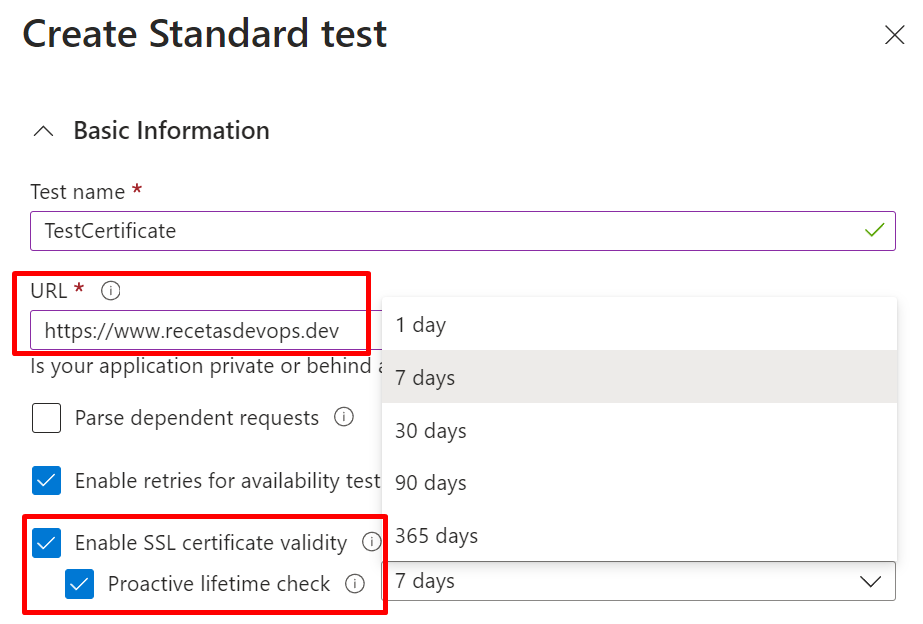 Create Standard test
Basic Information
Test name *
TestCertificate
URL *
https://www.recetasdevops.dev
Is your application private or behind
Parse dependent requests
Enable retries for availability test
Enable SSL certificate validity
Proactive lifetime check
1 day
7 days
30 days
90 days
365 days
7 days